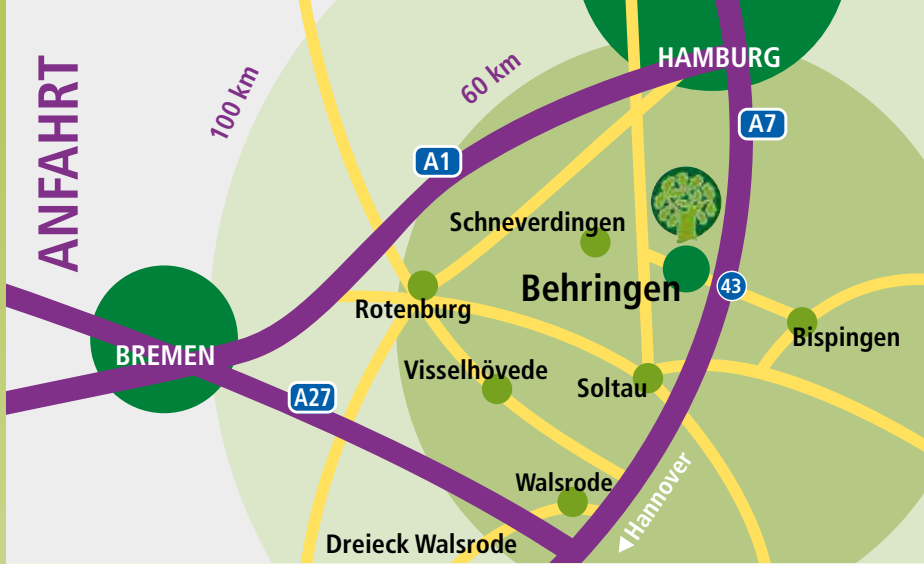 ANFAHRT
100 km
60 km
HAMBURG
A7
A1
Schneverdingen
Behringen
43
Rotenburg
Bispingen
BREMEN
Visselhövede
Soltau
A27
Walsrode
Hannover
Dreieck Walsrode